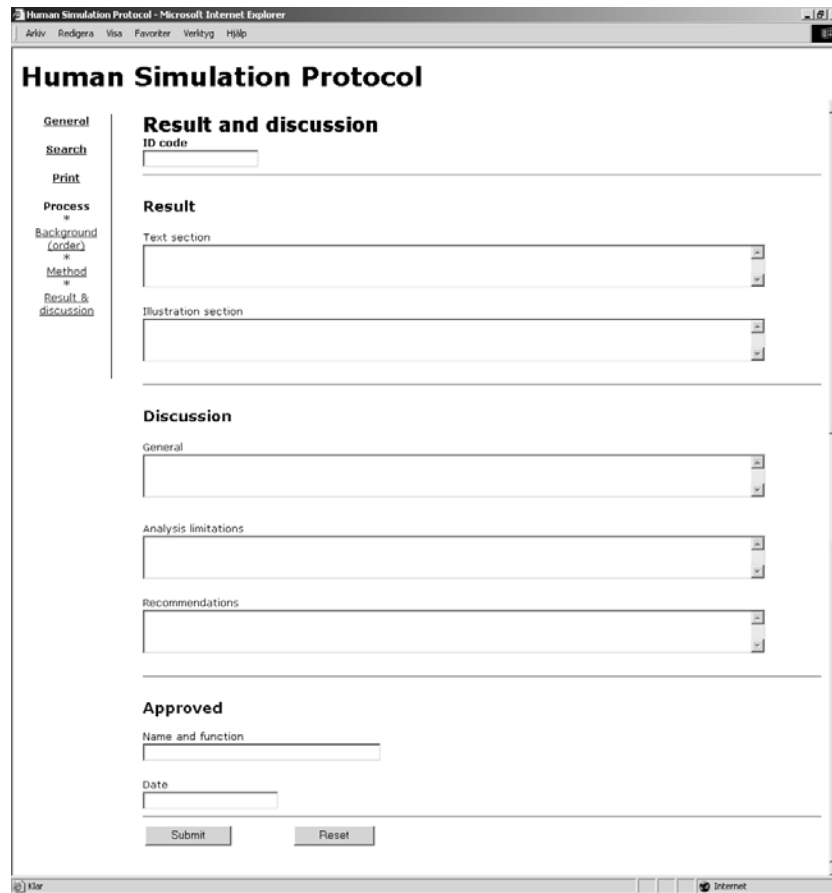 Human Simulation Protocol - Microsoft Internet Explorer
Arkiv Redigera Visa Favoriter Verktyg Hjälp
Human Simulation Protocol
General
Search
Print
Process
*
Background
(order)
*
Method
*
Result &
discussion
Result and discussion
ID code
Result
Text section
Illustration section
Discussion
General
Analysis limitations
Recommendations
Approved
Name and function
Date
Submit Reset
Klar Internet